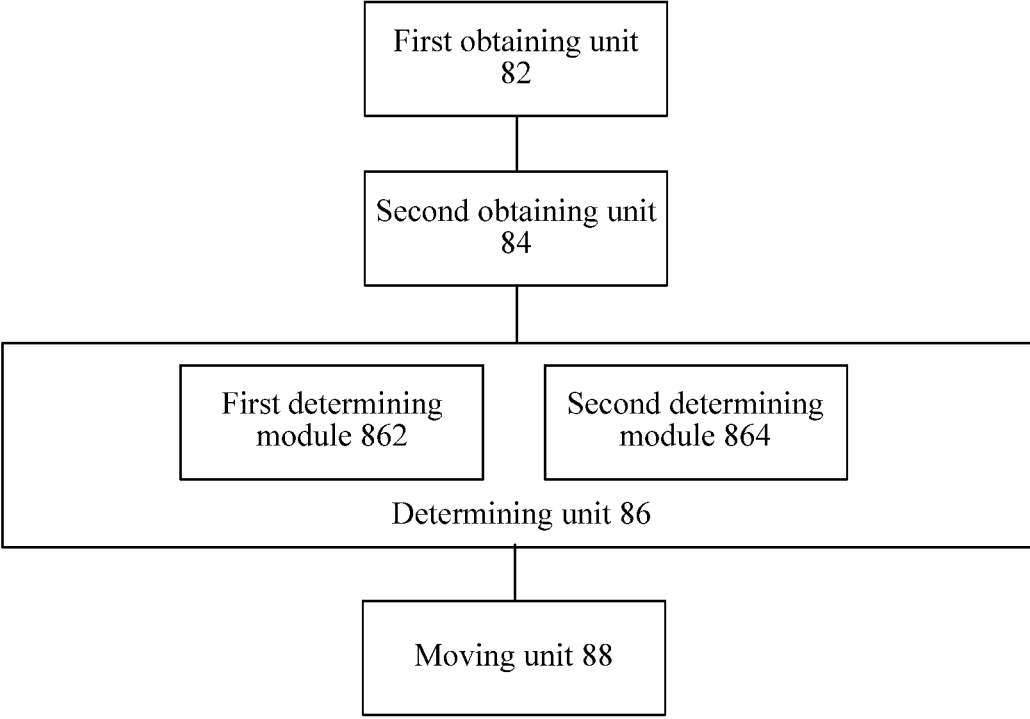 First obtaining unit
82
Second obtaining unit
84
First determining
module 862
Second determining
module 864
Determining unit 86
Moving unit 88